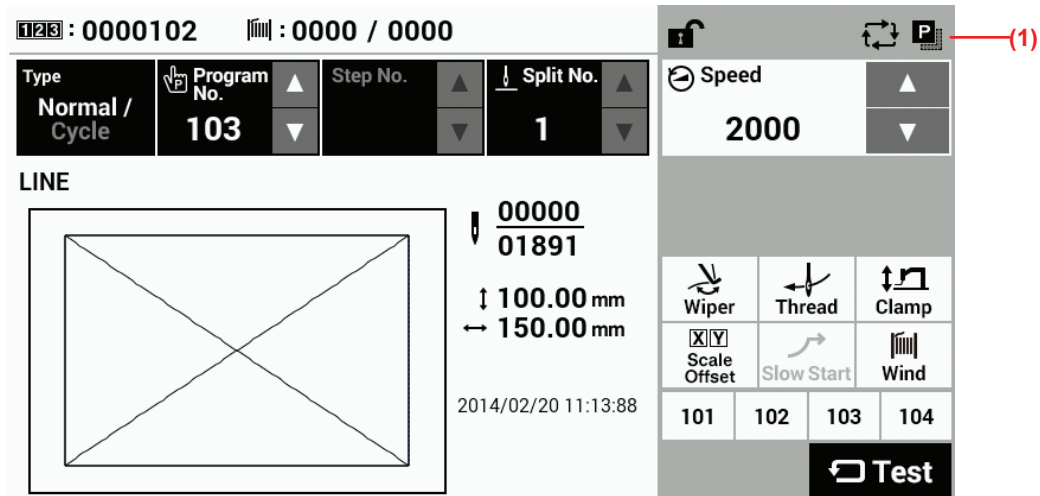 123 : 0000102 : 0000 / 0000
P (1)
Type
Normal /
Cycle
P Program
No.
103
Step No.
Split No.
1
Speed
2000
LINE
00000
01891
100.00 mm
150.00 mm
2014/02/20 11:13:88
Wiper
Thread
Clamp
X Y
Scale
Offset
Slow Start
Wind
101 102 103 104
Test